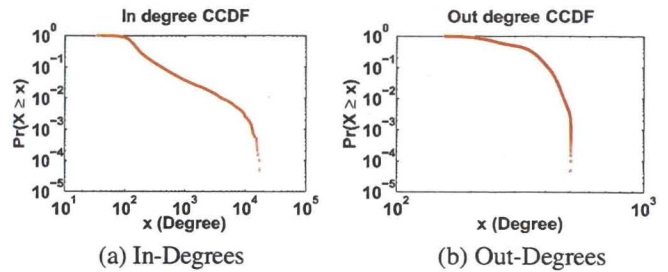 In degree CCDF
Pr(X ≥ x)
10^0
10^-1
10^-2
10^-3
10^-4
10^-5
10^1
10^2
10^3
10^4
10^5
x (Degree)
(a) In-Degrees
Out degree CCDF
Pr(X ≥ x)
10^0
10^-1
10^-2
10^-3
10^-4
10^-5
10^2
10^3
x (Degree)
(b) Out-Degrees